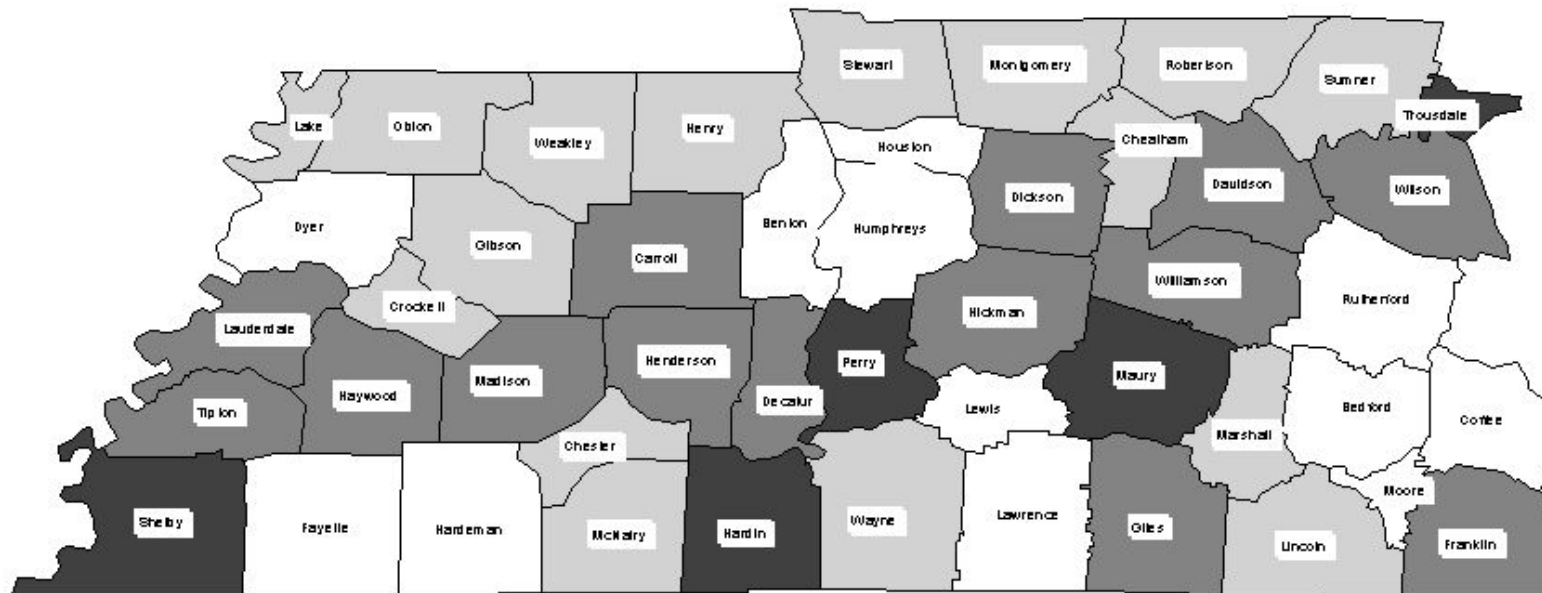 Stewart
Montgomery
Robertson
Sumner
Trousdale
Lake
Obion
Weakley
Henry
Houston
Cheatham
Dickson
Davidson
Wilson
Dyer
Gibson
Carroll
Benton
Humphreys
Crockett
Lauderdale
Hickman
Williamson
Rutherford
Haywood
Madison
Henderson
Decatur
Perry
Maury
Tipton
Lewis
Bedford
Coffee
Chester
Marshall
Shelby
Fayette
Hardeman
McNairy
Hardin
Wayne
Lawrence
Giles
Lincoln
Moore
Franklin